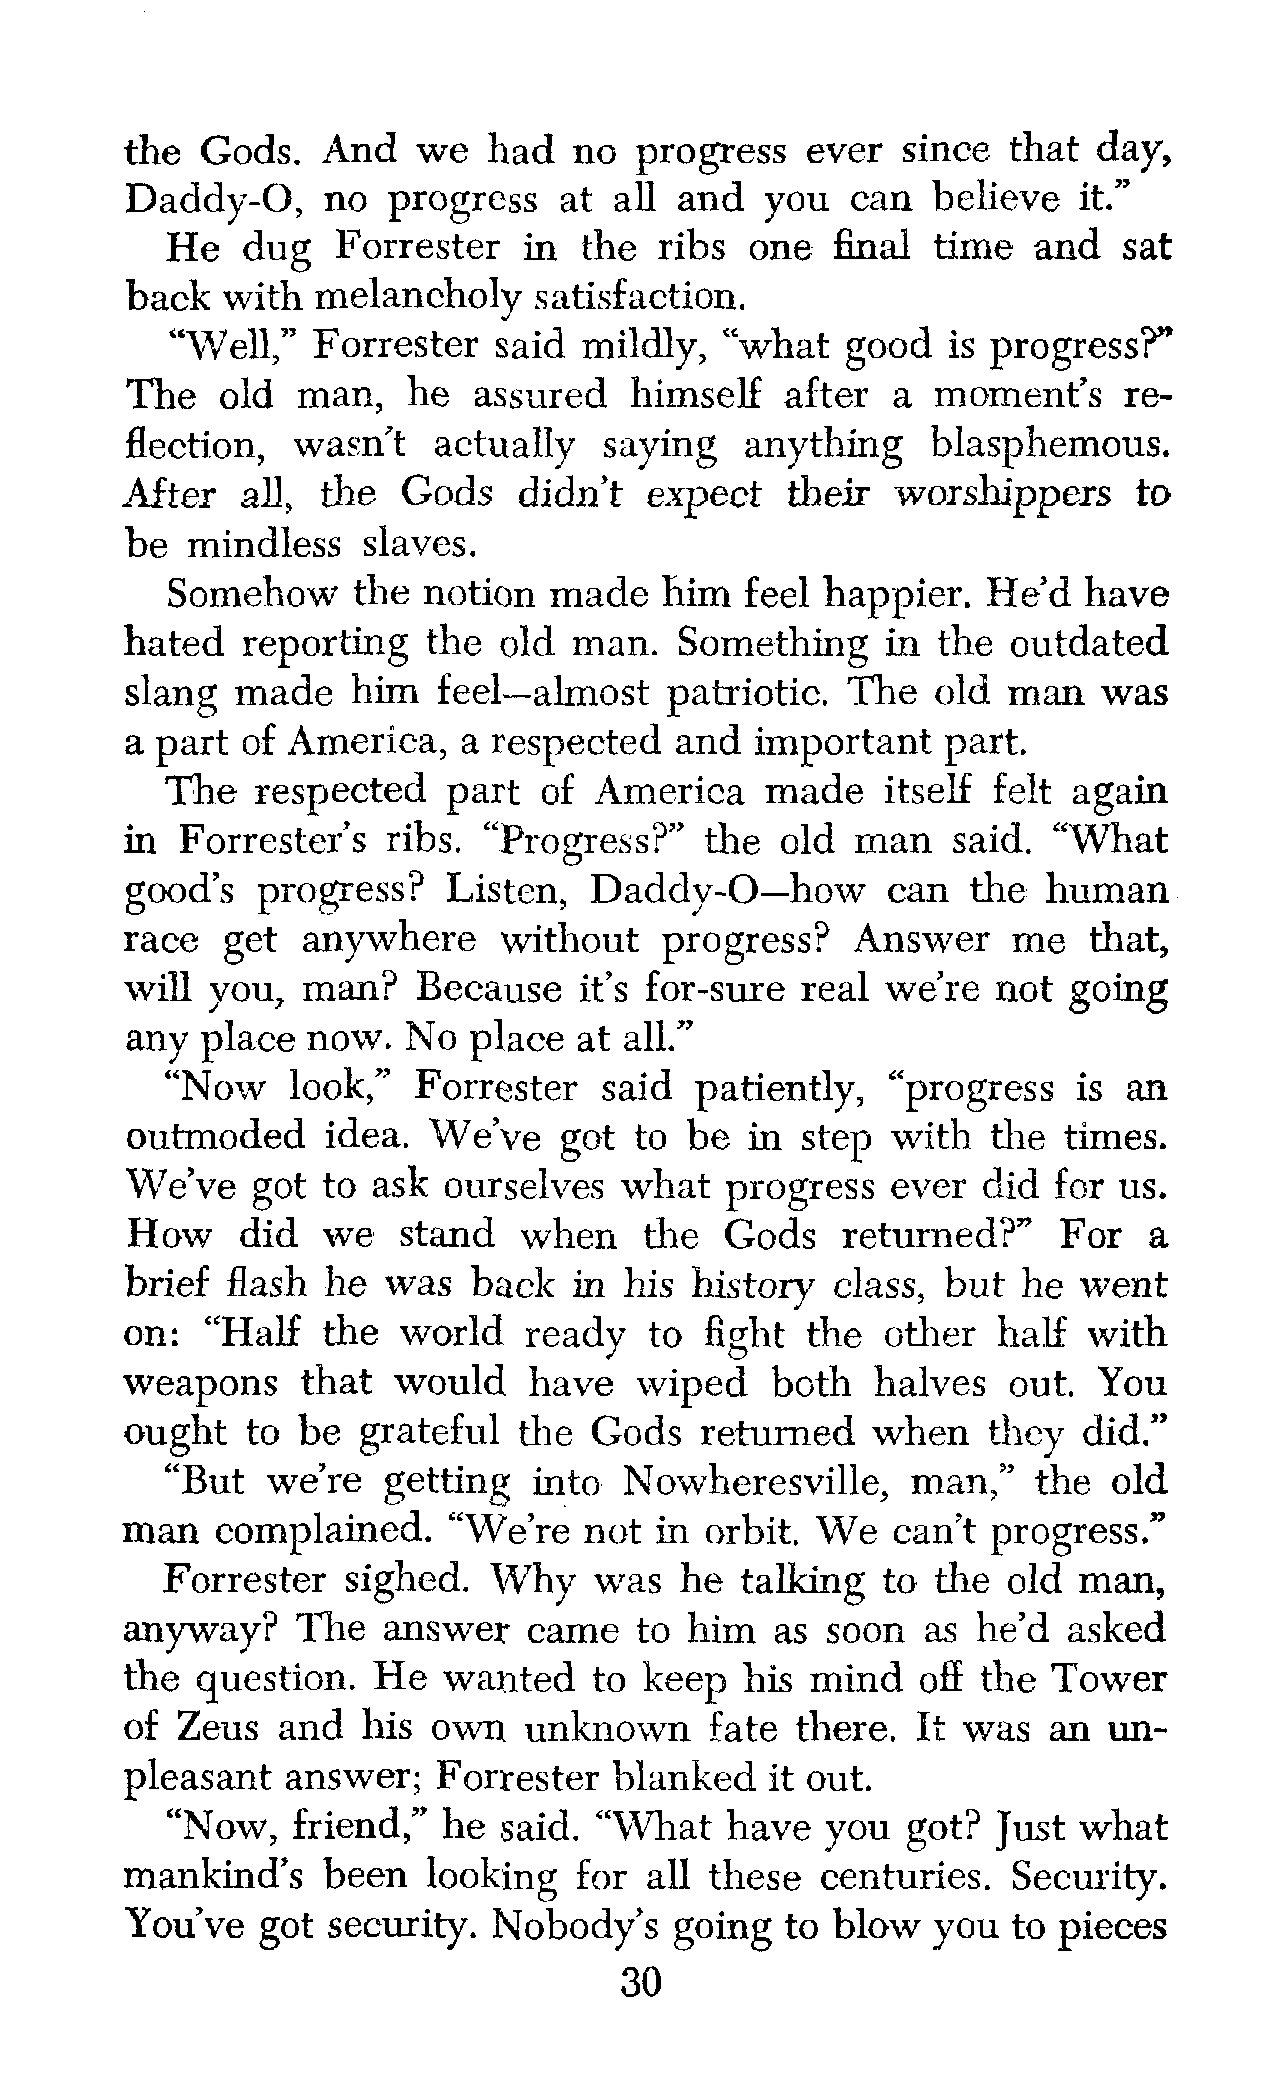 the Gods. And we had no progress ever since that day,
Daddy-O, no progress at all and you can believe it.”
He dug Forrester in the ribs one final time and sat
back with melancholy satisfaction.
“Well,” Forrester said mildly, “what good is progress?”
The old man, he assured himself after a moment’s re-
flection, wasn’t actually saying anything blasphemous.
After all, the Gods didn’t expect their worshippers to
be mindless slaves.
Somehow the notion made him feel happier. He’d have
hated reporting the old man. Something in the outdated
slang made him feel—almost patriotic. The old man was
a part of America, a respected and important part.
The respected part of America made itself felt again
in Forrester’s ribs. “Progress?” the old man said. “What
good’s progress? Listen, Daddy-O—how can the human
race get anywhere without progress? Answer me that,
will you, man? Because it’s for-sure real we’re not going
any place now. No place at all.”
“Now look,” Forrester said patiently, “progress is an
outmoded idea. We’ve got to be in step with the times.
We’ve got to ask ourselves what progress ever did for us.
How did we stand when the Gods returned?” For a
brief flash he was back in his history class, but he went
on: “Half the world ready to fight the other half with
weapons that would have wiped both halves out. You
ought to be grateful the Gods returned when they did.”
“But we’re getting into Nowheresville, man,” the old
man complained. “We’re not in orbit. We can’t progress.”
Forrester sighed. Why was he talking to the old man,
anyway? The answer came to him as soon as he’d asked
the question. He wanted to keep his mind off the Tower
of Zeus and his own unknown fate there. It was an un-
pleasant answer; Forrester blanked it out.
“Now, friend,” he said. “What have you got? Just what
mankind’s been looking for all these centuries. Security.
You’ve got security. Nobody’s going to blow you to pieces
30